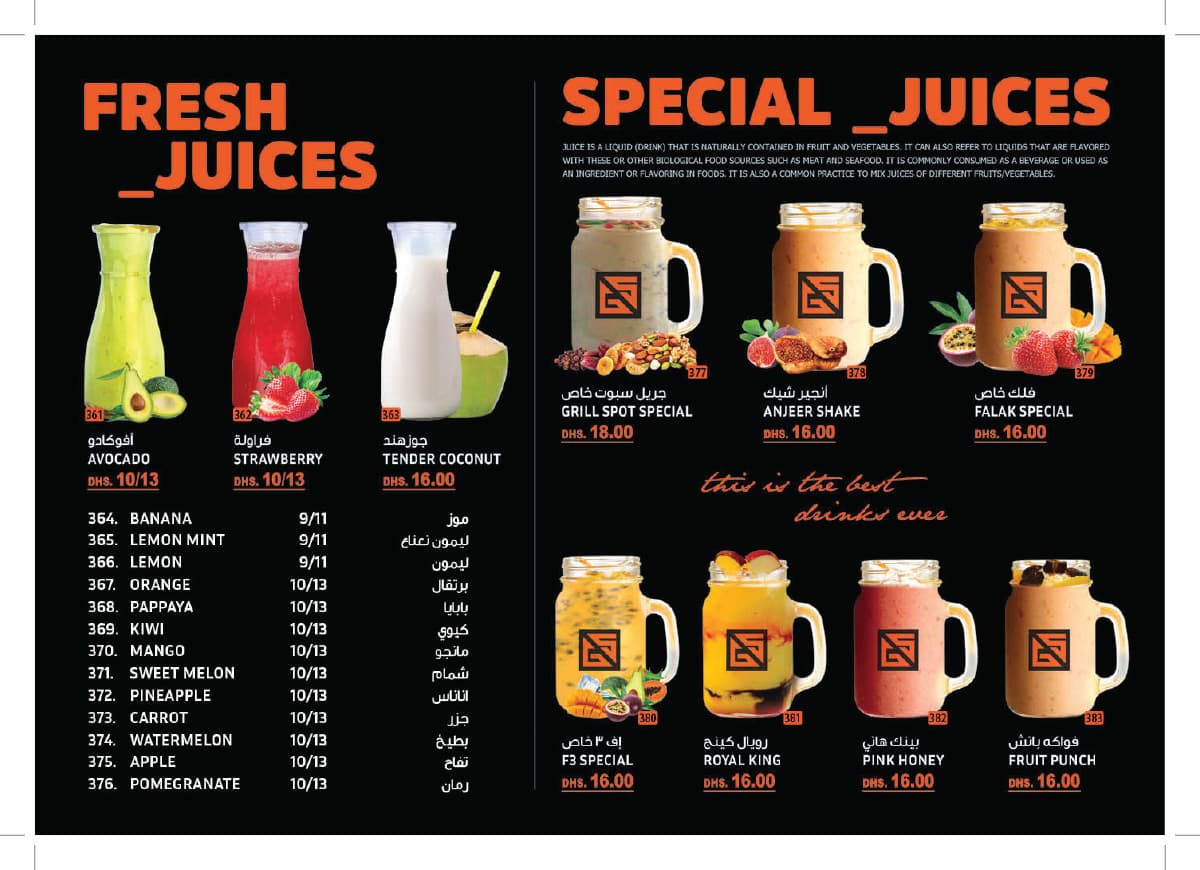 FRESH
_JUICES
361
أفوكادو
AVOCADO
DHS. 10/13
362
فراولة
STRAWBERRY
DHS. 10/13
363
جوزهند
TENDER COCONUT
DHS. 16.00
364. BANANA 9/11 موز
365. LEMON MINT 9/11 ليمون نعناع
366. LEMON 9/11 ليمون
367. ORANGE 10/13 برتقال
368. PAPPAYA 10/13 بابايا
369. KIWI 10/13 كيوي
370. MANGO 10/13 مانجو
371. SWEET MELON 10/13 شمام
372. PINEAPPLE 10/13 اناناس
373. CARROT 10/13 جزر
374. WATERMELON 10/13 بطيخ
375. APPLE 10/13 تفاح
376. POMEGRANATE 10/13 رمان
SPECIAL _JUICES
JUICE IS A LIQUID (DRINK) THAT IS NATURALLY CONTAINED IN FRUIT AND VEGETABLES. IT CAN ALSO REFER TO LIQUIDS THAT ARE FLAVORED
WITH THESE OR OTHER BIOLOGICAL FOOD SOURCES SUCH AS MEAT AND SEAFOOD. IT IS COMMONLY CONSUMED AS A BEVERAGE OR USED AS
AN INGREDIENT OR FLAVORING IN FOODS. IT IS ALSO A COMMON PRACTICE TO MIX JUICES OF DIFFERENT FRUITS/VEGETABLES.
377
جريل سبوت خاص
GRILL SPOT SPECIAL
DHS. 18.00
378
أنجير شيك
ANJEER SHAKE
DHS. 16.00
379
فلك خاص
FALAK SPECIAL
DHS. 16.00
this is the best
drinks ever
380
إف ٣ خاص
F3 SPECIAL
DHS. 16.00
381
رويال كينج
ROYAL KING
DHS. 16.00
382
بينك هاني
PINK HONEY
DHS. 16.00
383
فواكه بانش
FRUIT PUNCH
DHS. 16.00